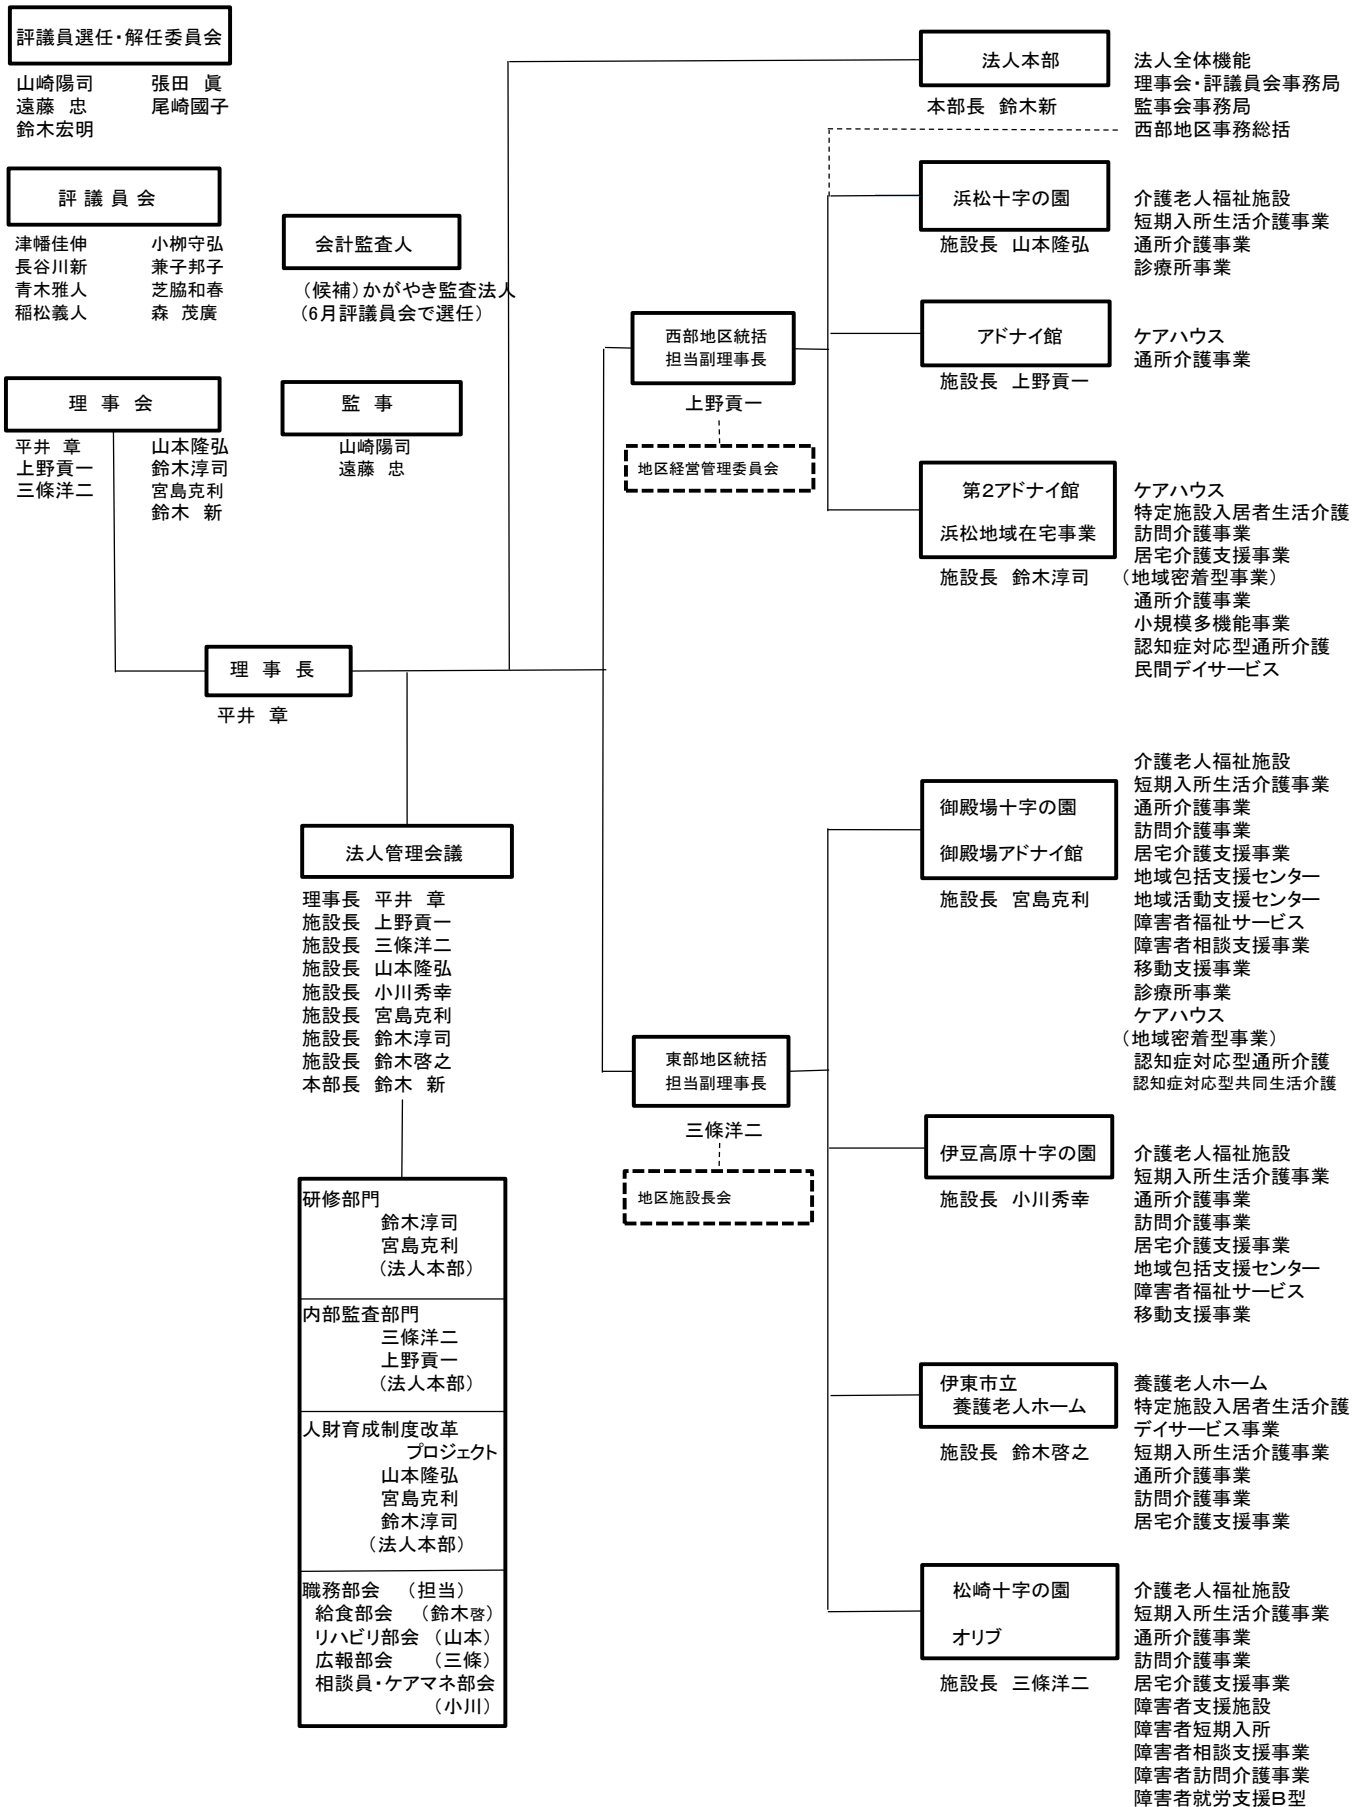 評議員選任・解任委員会
山崎陽司　張田　眞
遠藤　忠　尾崎國子
鈴木宏明
評 議 員 会
津幡佳伸　小栁守弘
長谷川新　兼子邦子
青木雅人　芝脇和春
稲松義人　森 茂廣
会計監査人
（候補）かがやき監査法人
（6月評議員会で選任）
理 事 会
平井 章　山本隆弘
上野貢一　鈴木淳司
三條洋二　宮島克利
鈴木 新
監 事
山崎陽司
遠藤 忠
理 事 長
平井 章
法人管理会議
理事長 平井 章
施設長 上野貢一
施設長 三條洋二
施設長 山本隆弘
施設長 小川秀幸
施設長 宮島克利
施設長 鈴木淳司
施設長 鈴木啓之
本部長 鈴木 新
研修部門
鈴木淳司
宮島克利
（法人本部）
内部監査部門
三條洋二
上野貢一
（法人本部）
人財育成制度改革
プロジェクト
山本隆弘
宮島克利
鈴木淳司
（法人本部）
職務部会 （担当）
給食部会 （鈴木啓）
リハビリ部会 （山本）
広報部会 （三條）
相談員・ケアマネ部会
（小川）
西部地区統括
担当副理事長
上野貢一
地区経営管理委員会
東部地区統括
担当副理事長
三條洋二
地区施設長会
法人本部
本部長 鈴木新
法人全体機能
理事会・評議員会事務局
監事会事務局
西部地区事務総括
浜松十字の園
施設長 山本隆弘
介護老人福祉施設
短期入所生活介護事業
通所介護事業
診療所事業
アドナイ館
施設長 上野貢一
ケアハウス
通所介護事業
第２アドナイ館
浜松地域在宅事業
施設長 鈴木淳司
ケアハウス
特定施設入居者生活介護
訪問介護事業
居宅介護支援事業
（地域密着型事業）
通所介護事業
小規模多機能事業
認知症対応型通所介護
民間デイサービス
御殿場十字の園
御殿場アドナイ館
施設長 宮島克利
介護老人福祉施設
短期入所生活介護事業
通所介護事業
訪問介護事業
居宅介護支援事業
地域包括支援センター
地域活動支援センター
障害者福祉サービス
障害者相談支援事業
移動支援事業
診療所事業
ケアハウス
（地域密着型事業）
認知症対応型通所介護
認知症対応型共同生活介護
伊豆高原十字の園
施設長 小川秀幸
介護老人福祉施設
短期入所生活介護事業
通所介護事業
訪問介護事業
居宅介護支援事業
地域包括支援センター
障害者福祉サービス
移動支援事業
伊東市立
養護老人ホーム
施設長 鈴木啓之
養護老人ホーム
特定施設入居者生活介護
デイサービス事業
短期入所生活介護事業
通所介護事業
訪問介護事業
居宅介護支援事業
松崎十字の園
オリブ
施設長 三條洋二
介護老人福祉施設
短期入所生活介護事業
通所介護事業
訪問介護事業
居宅介護支援事業
障害者支援施設
障害者短期入所
障害者相談支援事業
障害者訪問介護事業
障害者就労支援Ｂ型